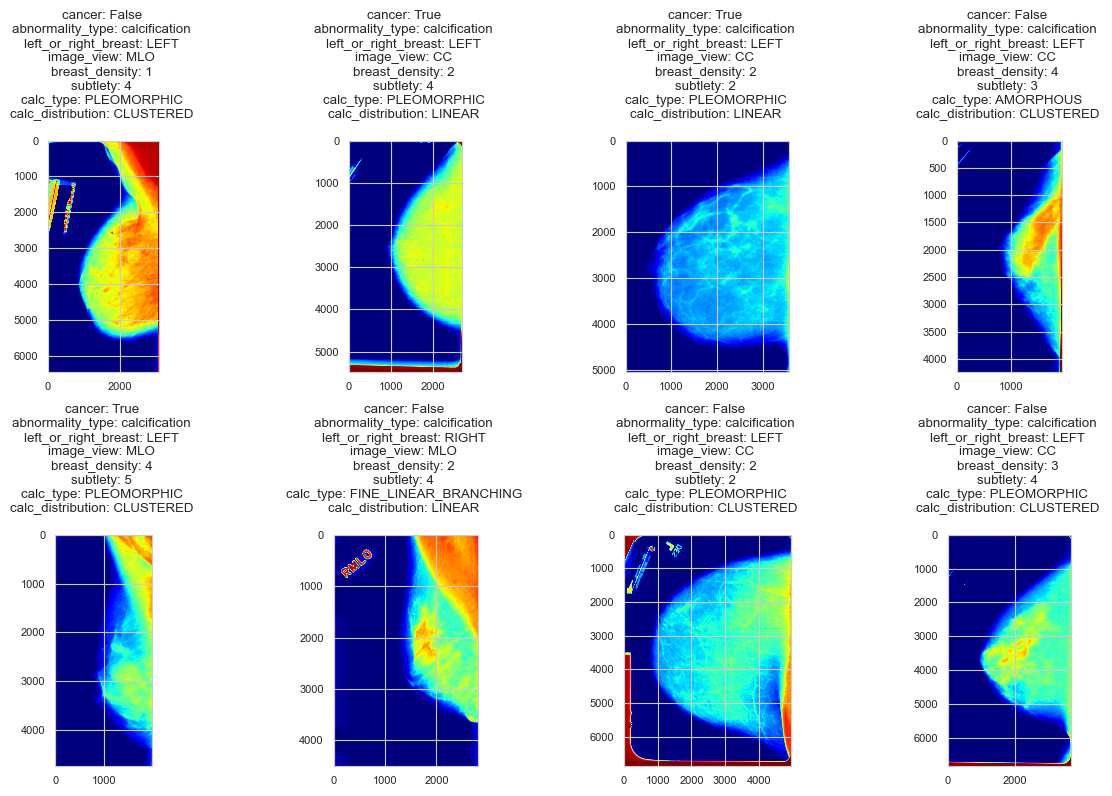 cancer: False
abnormality_type: calcification
left_or_right_breast: LEFT
image_view: MLO
breast_density: 1
subtlety: 4
calc_type: PLEOMORPHIC
calc_distribution: CLUSTERED
0
1000
2000
3000
4000
5000
6000
0
2000
cancer: True
abnormality_type: calcification
left_or_right_breast: LEFT
image_view: CC
breast_density: 2
subtlety: 4
calc_type: PLEOMORPHIC
calc_distribution: LINEAR
0
1000
2000
3000
4000
5000
0
2000
cancer: True
abnormality_type: calcification
left_or_right_breast: LEFT
image_view: CC
breast_density: 2
subtlety: 2
calc_type: PLEOMORPHIC
calc_distribution: LINEAR
0
1000
2000
3000
4000
5000
0
1000
2000
3000
cancer: False
abnormality_type: calcification
left_or_right_breast: LEFT
image_view: CC
breast_density: 4
subtlety: 3
calc_type: AMORPHOUS
calc_distribution: CLUSTERED
0
500
1000
1500
2000
2500
3000
3500
4000
0
1000
cancer: True
abnormality_type: calcification
left_or_right_breast: LEFT
image_view: MLO
breast_density: 4
subtlety: 5
calc_type: PLEOMORPHIC
calc_distribution: CLUSTERED
0
1000
2000
3000
4000
0
1000
cancer: False
abnormality_type: calcification
left_or_right_breast: RIGHT
image_view: MLO
breast_density: 2
subtlety: 4
calc_type: FINE_LINEAR_BRANCHING
calc_distribution: LINEAR
RMLO
0
1000
2000
3000
4000
0
2000
cancer: False
abnormality_type: calcification
left_or_right_breast: LEFT
image_view: CC
breast_density: 2
subtlety: 2
calc_type: PLEOMORPHIC
calc_distribution: CLUSTERED
0
1000
2000
3000
4000
5000
6000
0
1000
2000
3000
4000
cancer: False
abnormality_type: calcification
left_or_right_breast: LEFT
image_view: CC
breast_density: 3
subtlety: 4
calc_type: PLEOMORPHIC
calc_distribution: CLUSTERED
0
1000
2000
3000
4000
5000
6000
7000
0
2000